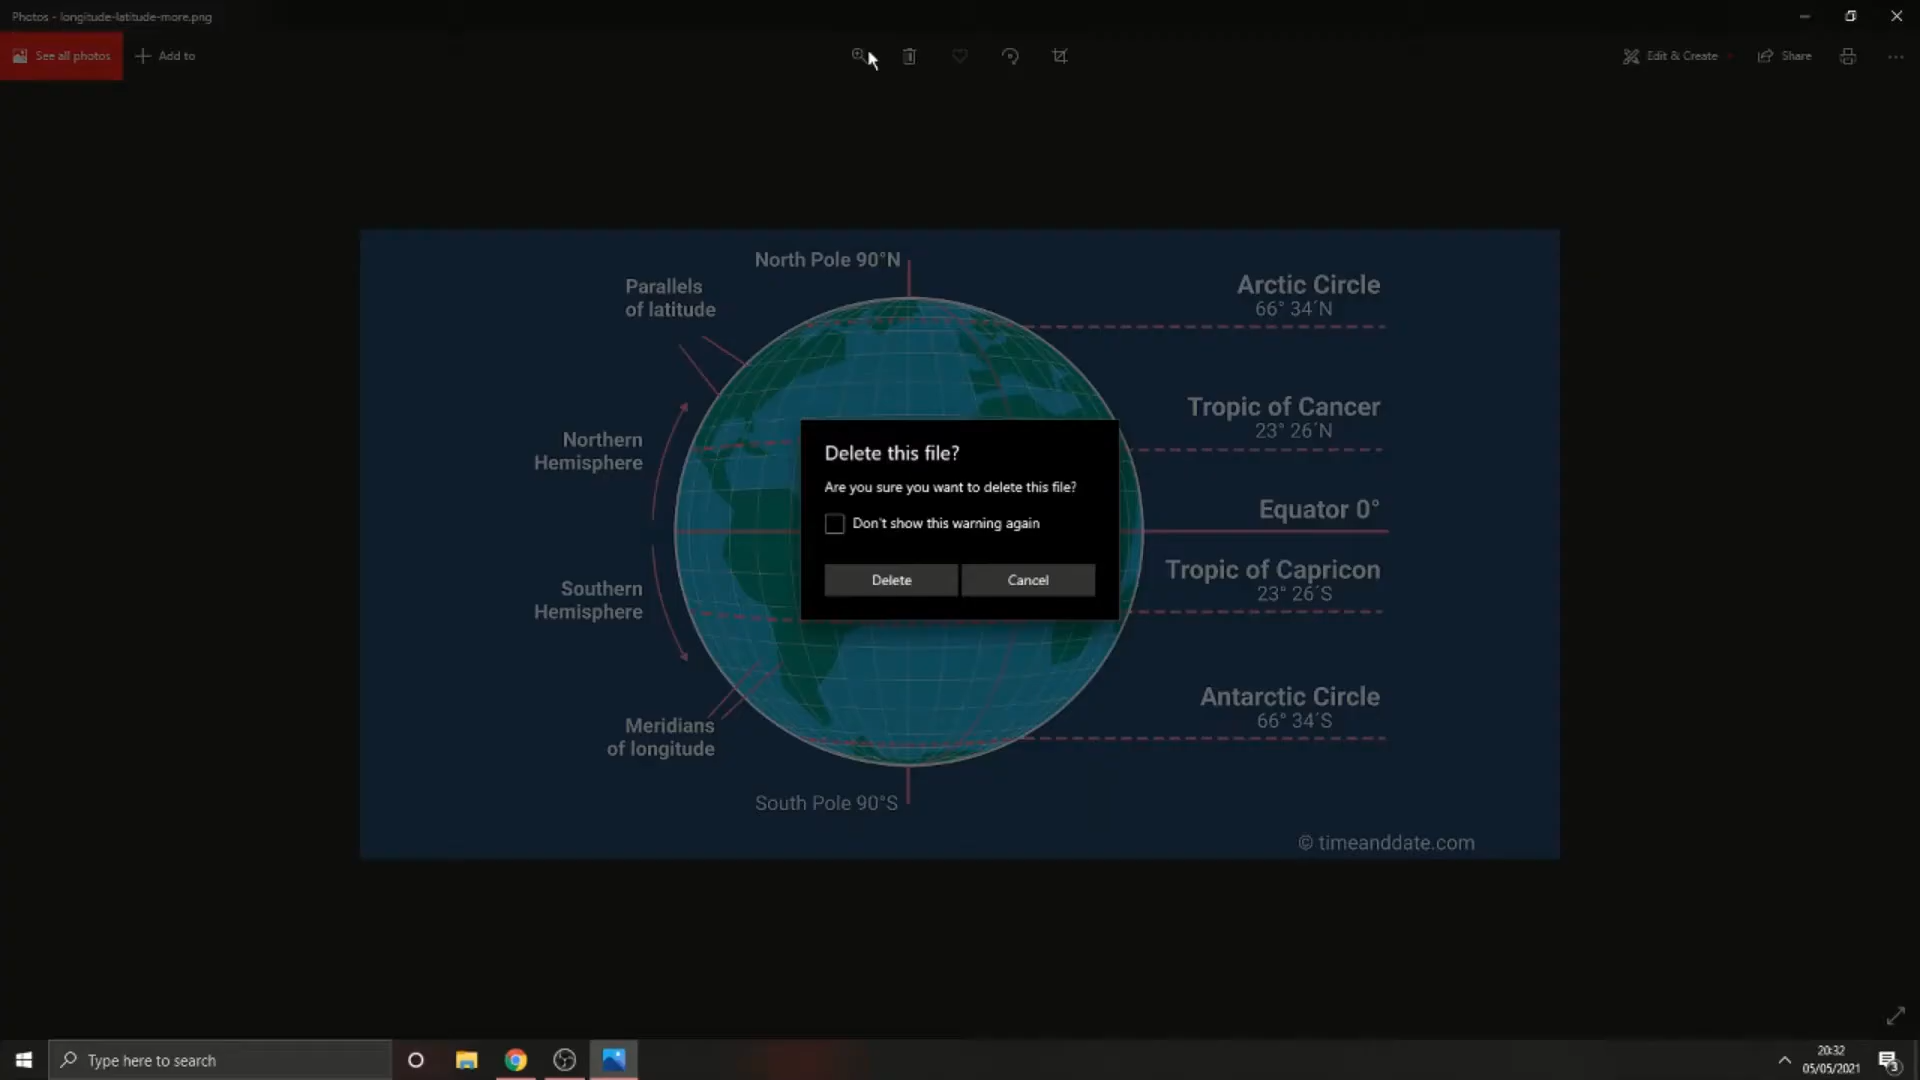 Photos - longitude-latitude-more.png
See all photos
Add to
Edit & Create
Share
North Pole 90°N
Parallels
of latitude
Arctic Circle
66° 34´N
Tropic of Cancer
23° 26´N
Northern
Hemisphere
Delete this file?
Are you sure you want to delete this file?
Don't show this warning again
Delete
Cancel
Equator 0°
Tropic of Capricon
23° 26´S
Southern
Hemisphere
Antarctic Circle
66° 34´S
Meridians
of longitude
South Pole 90°S
© timeanddate.com
Type here to search
20:32
05/05/2021
3